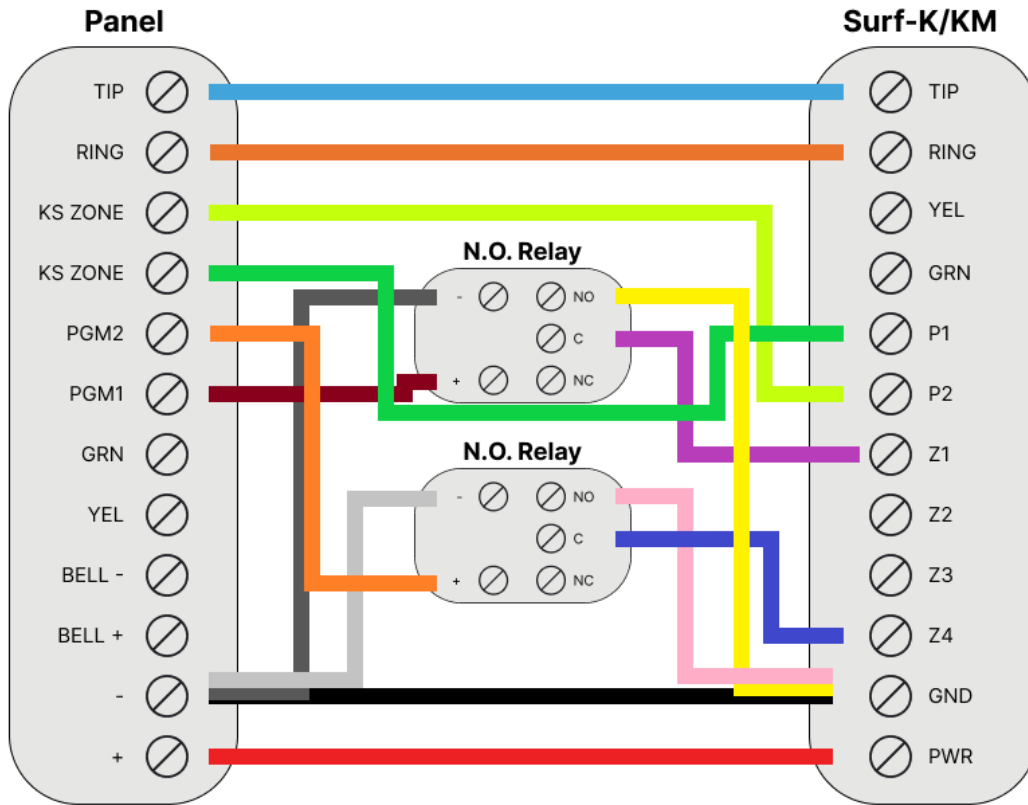 Panel
Surf-K/KM
TIP
TIP
RING
RING
KS ZONE
YEL
N.O. Relay
KS ZONE
GRN
-
NO
PGM2
P1
C
+
NC
PGM1
P2
GRN
N.O. Relay
Z1
-
NO
YEL
Z2
C
BELL -
+
NC
Z3
BELL +
Z4
-
GND
+
PWR